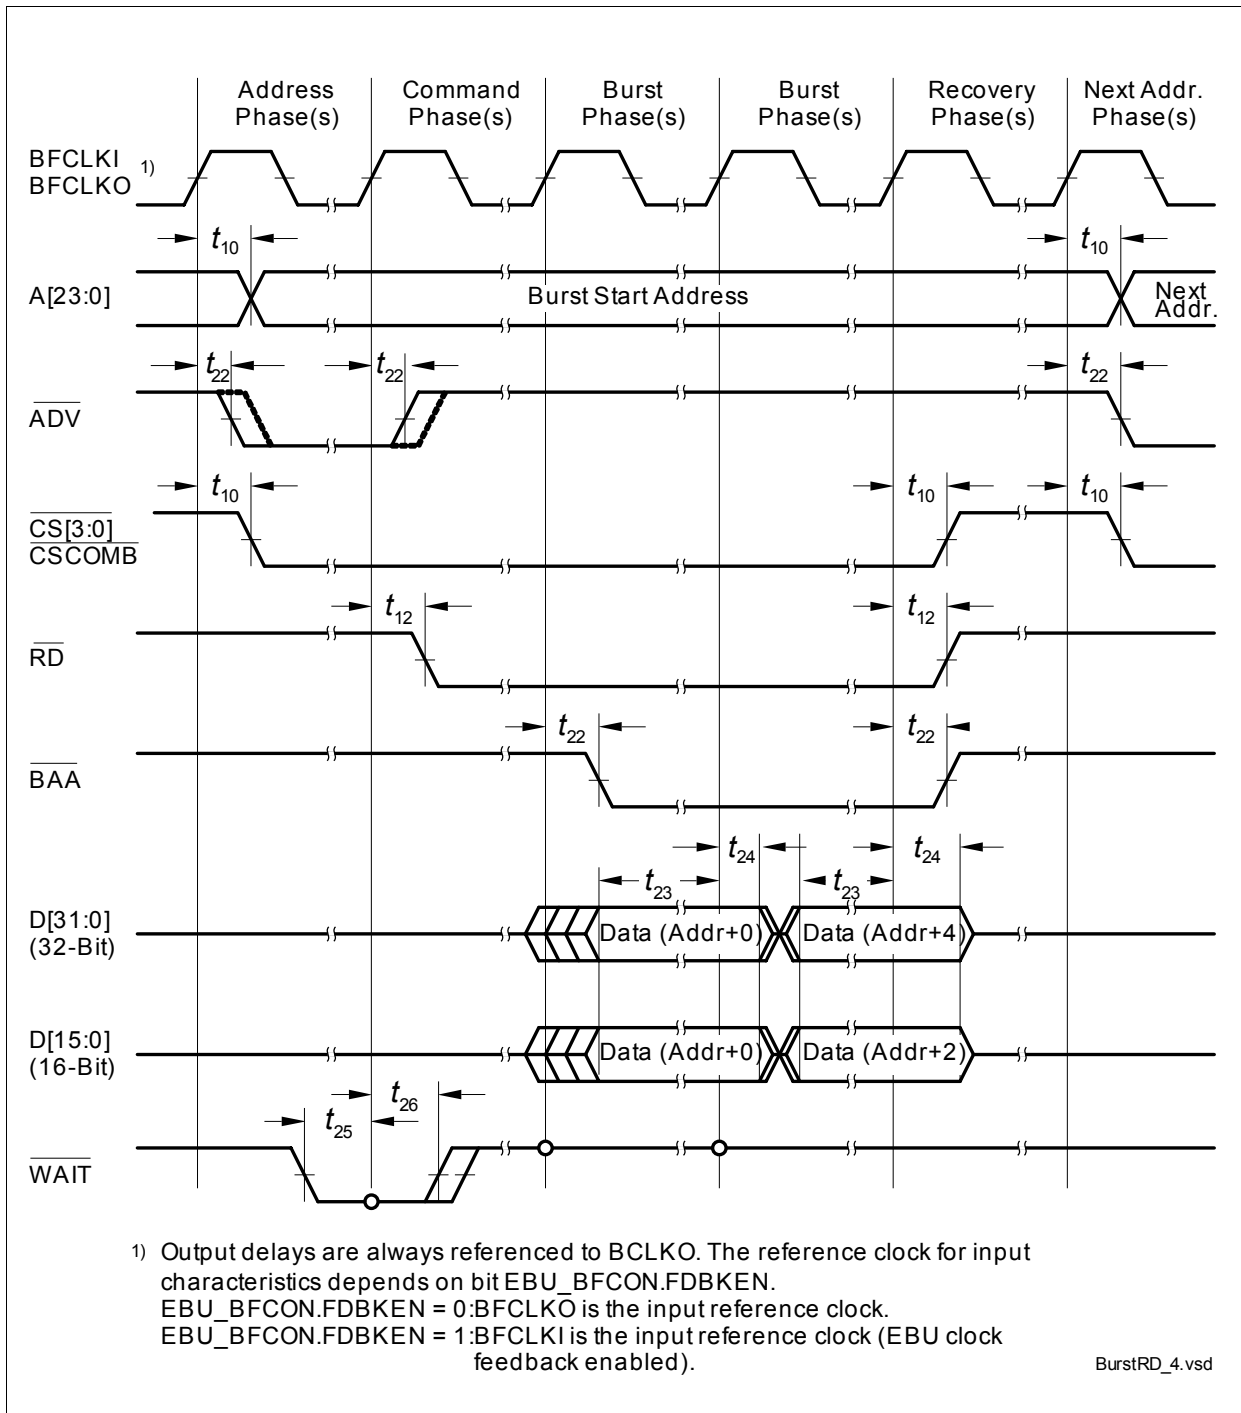 Address Phase(s)
Command Phase(s)
Burst Phase(s)
Burst Phase(s)
Recovery Phase(s)
Next Addr. Phase(s)
BFCLKI
BFCLKO 1)
t10
t10
A[23:0]
Burst Start Address
Next Addr.
t22
t22
t22
ADV
t10
t10
t10
CS[3:0]
CSCOMB
t12
t12
RD
t22
t22
BAA
t24
t24
t23
t23
D[31:0]
(32-Bit)
Data (Addr+0)
Data (Addr+4)
D[15:0]
(16-Bit)
Data (Addr+0)
Data (Addr+2)
t26
t25
WAIT
1) Output delays are always referenced to BCLKO. The reference clock for input
characteristics depends on bit EBU_BFCON.FDBKEN.
EBU_BFCON.FDBKEN = 0:BFCLKO is the input reference clock.
EBU_BFCON.FDBKEN = 1:BFCLKI is the input reference clock (EBU clock
feedback enabled).
BurstRD_4.vsd